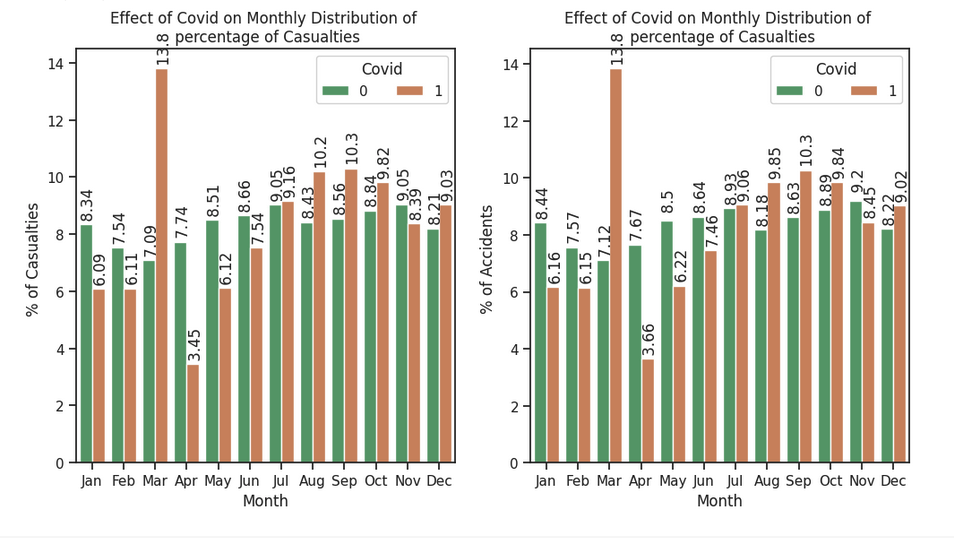 Effect of Covid on Monthly Distribution of
percentage of Casualties
Covid
0 1
14
12
10
8
6
4
2
0
% of Casualties
8.34 6.09 7.54 6.11 7.09 13.8 7.74 3.45 8.51 6.12 8.66 7.54 9.05 9.16 8.43 10.2 8.56 10.3 8.84 9.82 9.05 8.39 8.21 9.03
Jan Feb Mar Apr May Jun Jul Aug Sep Oct Nov Dec
Month
Effect of Covid on Monthly Distribution of
percentage of Casualties
Covid
0 1
14
12
10
8
6
4
2
0
% of Accidents
8.44 6.16 7.57 6.15 7.12 13.8 7.67 3.66 8.5 6.22 8.64 7.46 8.93 9.06 8.18 9.85 8.63 10.3 8.89 9.84 9.2 8.45 8.22 9.02
Jan Feb Mar Apr May Jun Jul Aug Sep Oct Nov Dec
Month